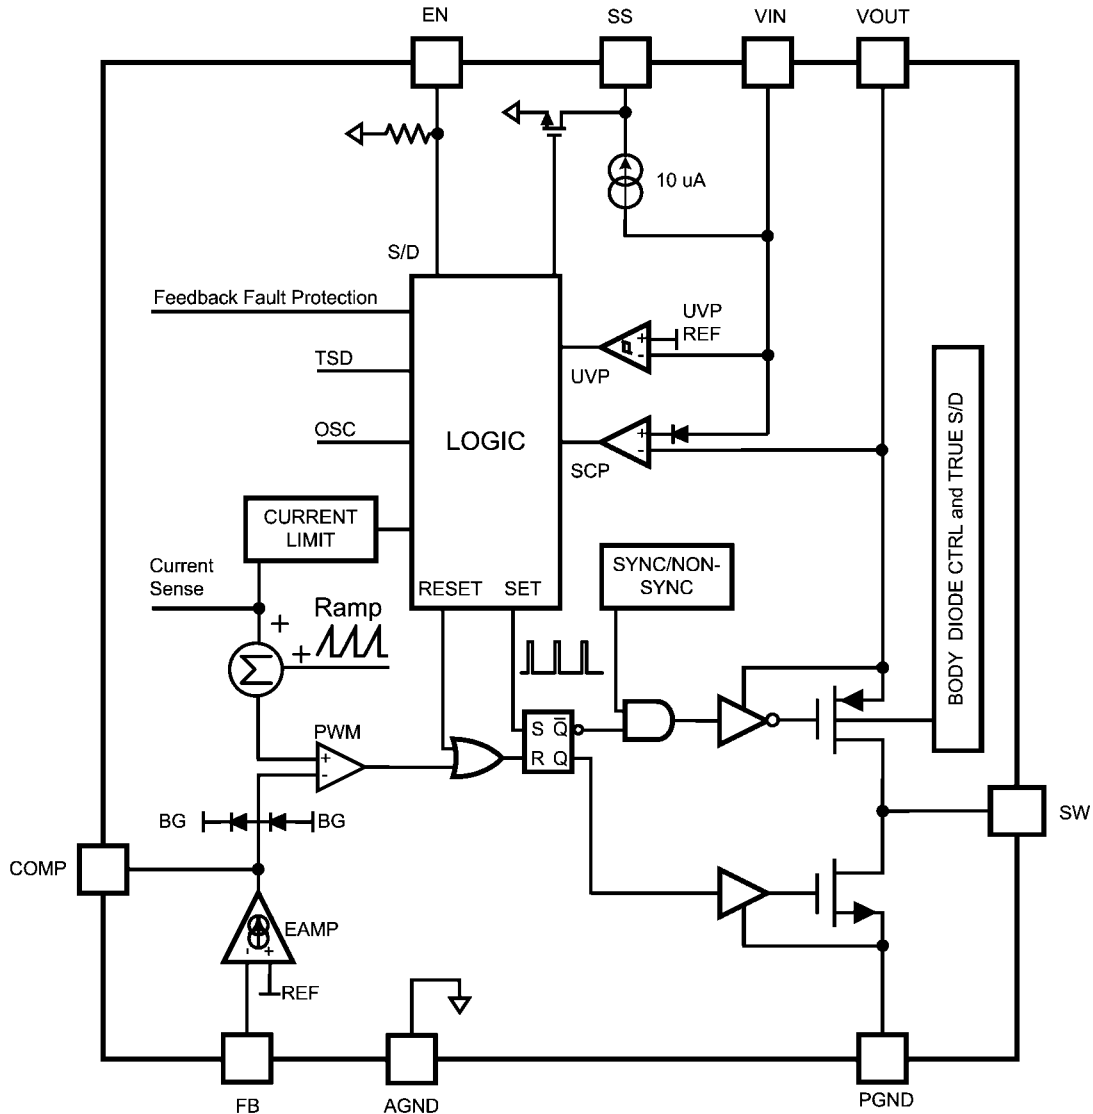 EN
SS
VIN
VOUT
10 uA
S/D
Feedback Fault Protection
UVP
REF
+
-
UVP
TSD
OSC
LOGIC
+
-
SCP
BODY DIODE CTRL and TRUE S/D
CURRENT
LIMIT
Current
Sense
RESET SET
SYNC/NON-
SYNC
+
Ramp
+
Σ
PWM
+
-
S Q̅
R Q
BG
BG
SW
COMP
EAMP
- +
REF
FB
AGND
PGND